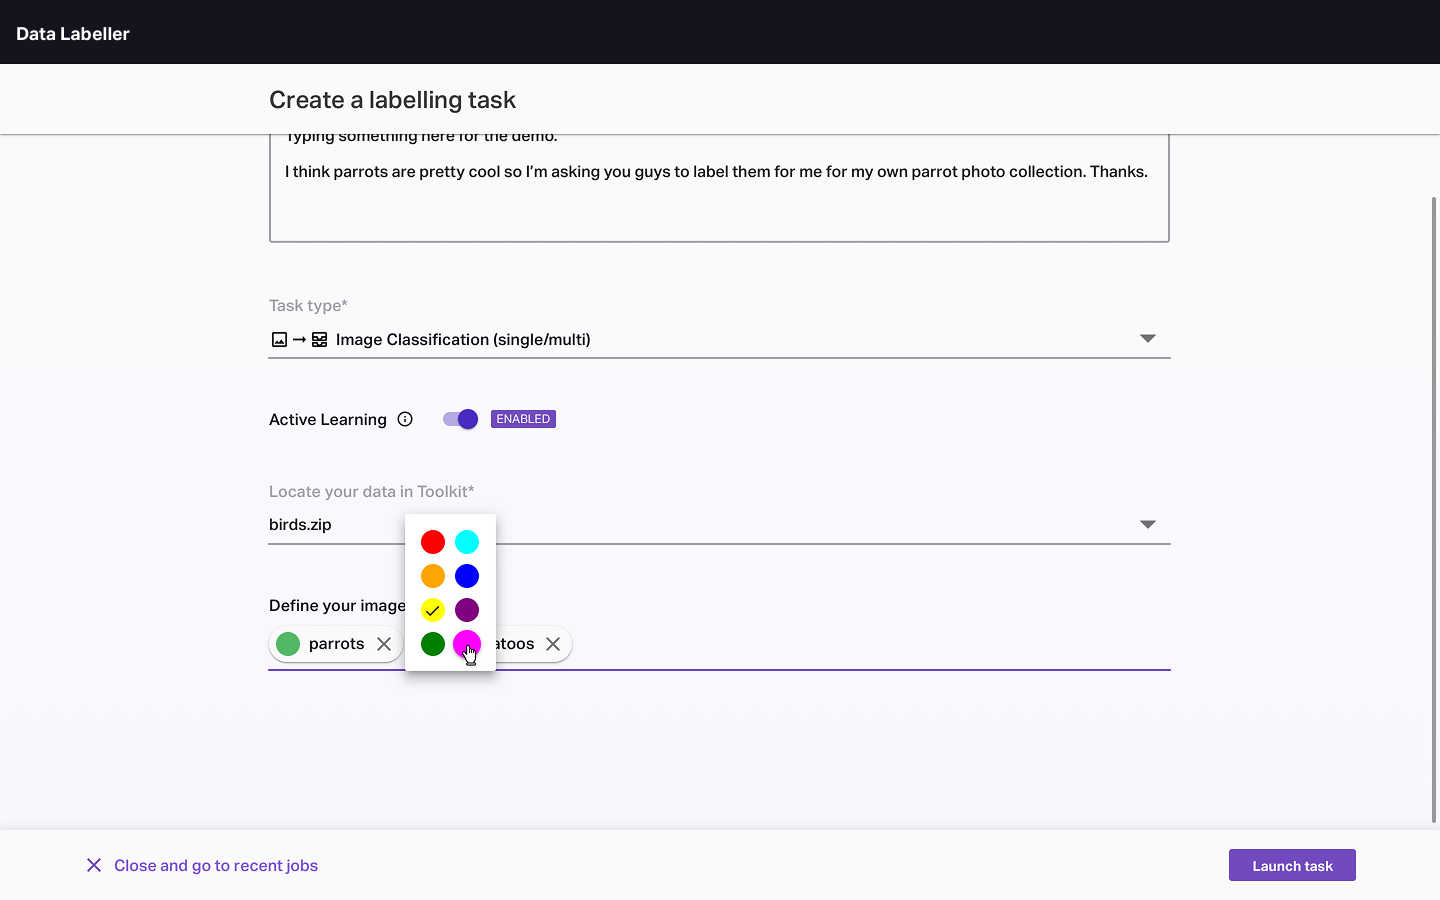 Data Labeller
Create a labelling task
Typing something here for the demo.
I think parrots are pretty cool so I’m asking you guys to label them for me for my own parrot photo collection. Thanks.
Task type*
Image Classification (single/multi)
Active Learning ENABLED
Locate your data in Toolkit*
birds.zip
Define your image
parrots atoos
Close and go to recent jobs
Launch task